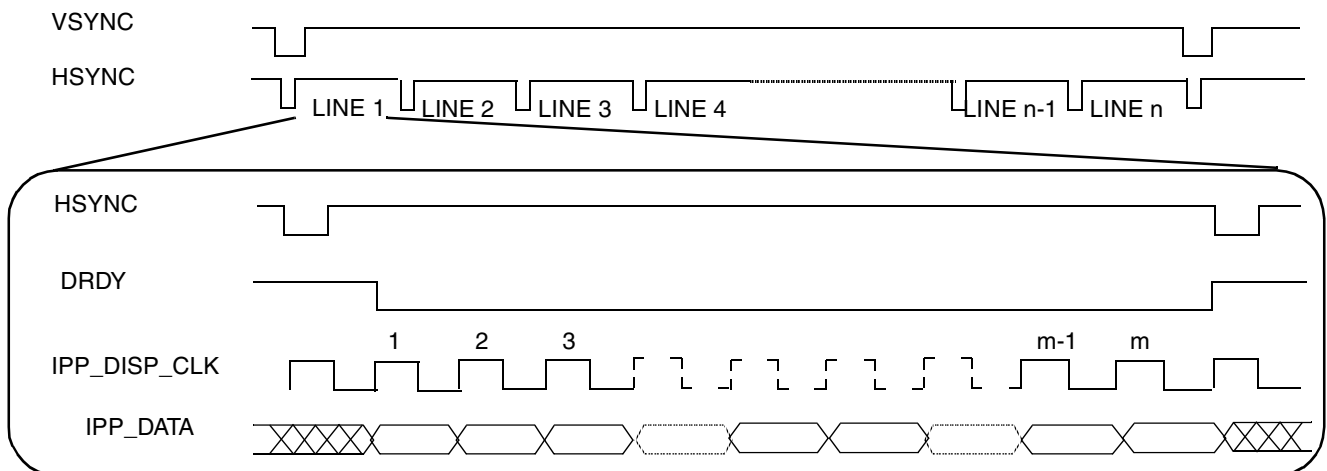 VSYNC
HSYNC
LINE 1 LINE 2 LINE 3 LINE 4 LINE n-1 LINE n
HSYNC
DRDY
1 2 3 m-1 m
IPP_DISP_CLK
IPP_DATA